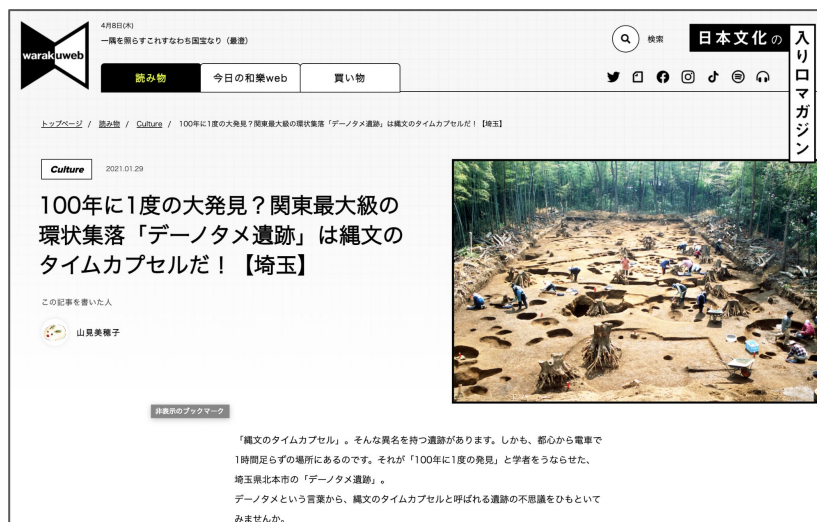 4月8日(木)
一隅を照らすこれすなわち国宝なり（最澄）
warakuweb
検索
日本文化の
入り口マガジン
読み物
今日の和樂web
買い物
トップページ / 読み物 / Culture / 100年に1度の大発見？関東最大級の環状集落「デーノタメ遺跡」は縄文のタイムカプセルだ！【埼玉】
Culture
2021.01.29
100年に1度の大発見？関東最大級の
環状集落「デーノタメ遺跡」は縄文の
タイムカプセルだ！【埼玉】
この記事を書いた人
山見美穂子
非表示のブックマーク
「縄文のタイムカプセル」。そんな異名を持つ遺跡があります。しかも、都心から電車で
1時間足らずの場所にあるのです。それが「100年に1度の発見」と学者をうならせた、
埼玉県北本市の「デーノタメ遺跡」。
デーノタメという言葉から、縄文のタイムカプセルと呼ばれる遺跡の不思議をひもといて
みませんか。